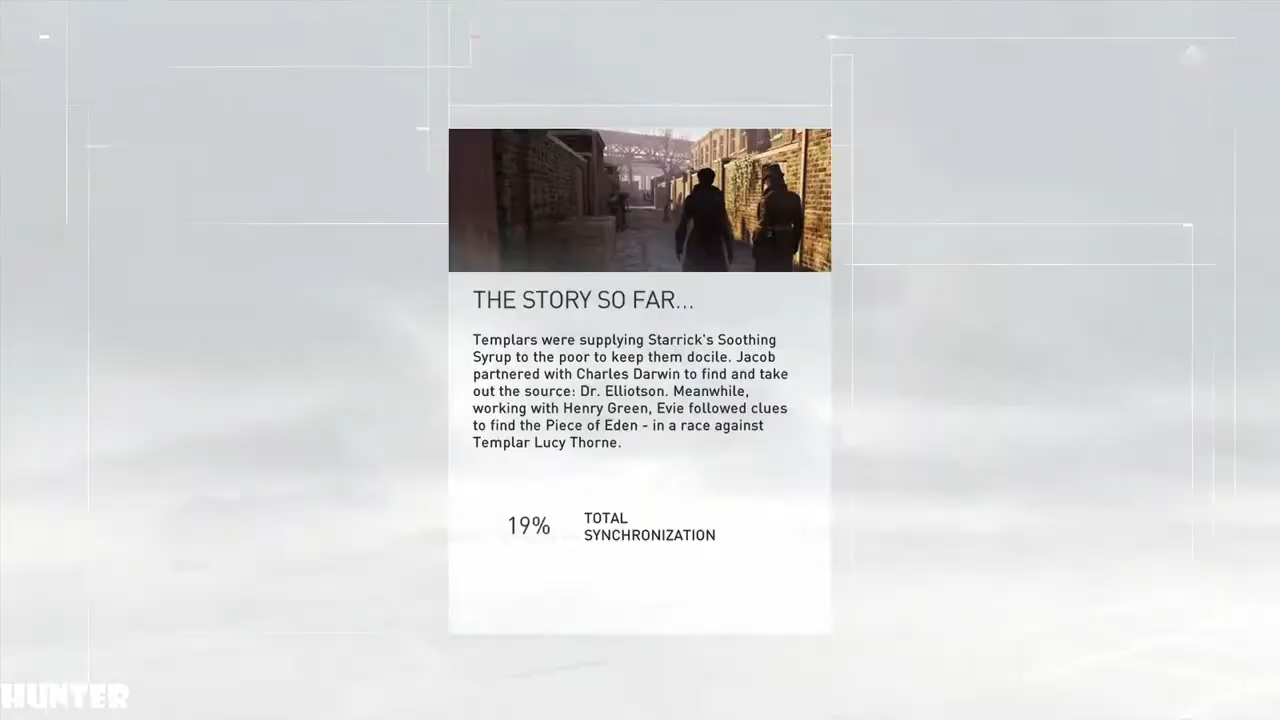 THE STORY SO FAR...
Templars were supplying Starrick's Soothing
Syrup to the poor to keep them docile. Jacob
partnered with Charles Darwin to find and take
out the source: Dr. Elliotson. Meanwhile,
working with Henry Green, Evie followed clues
to find the Piece of Eden - in a race against
Templar Lucy Thorne.
19%
TOTAL
SYNCHRONIZATION
HUNTER